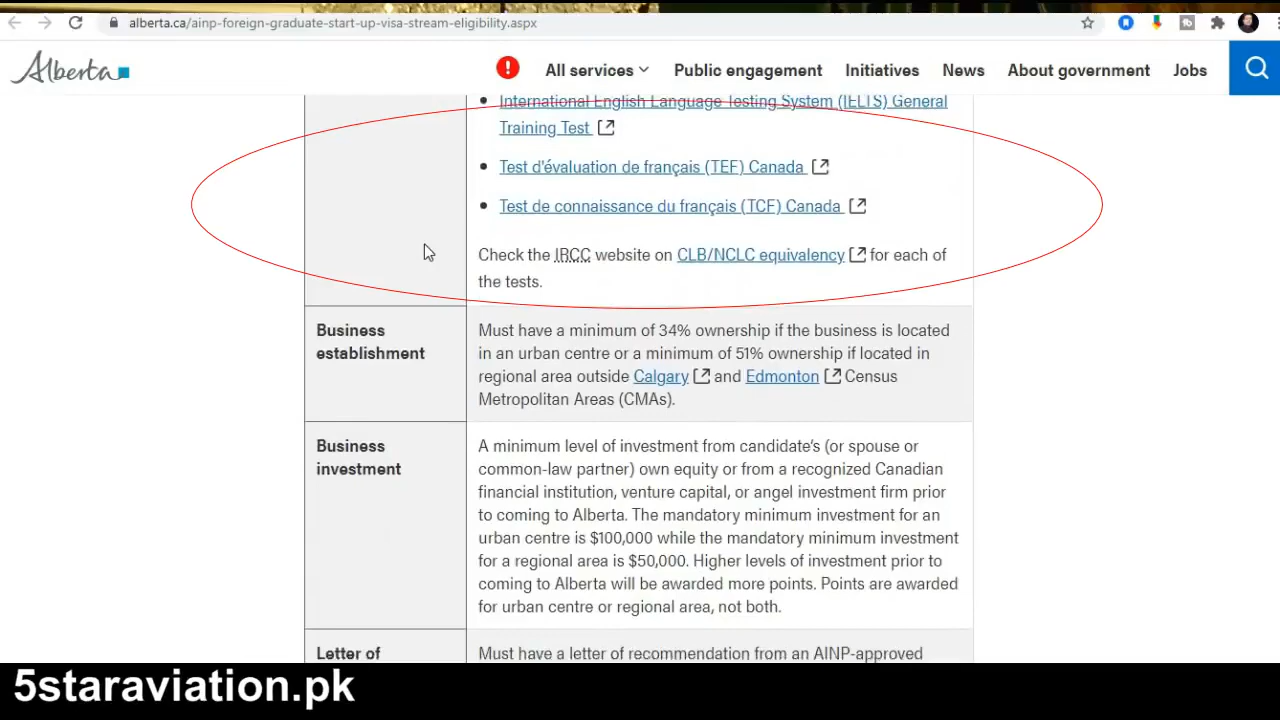 alberta.ca/ainp-foreign-graduate-start-up-visa-stream-eligibility.aspx
Alberta
All services
Public engagement
Initiatives
News
About government
Jobs
International English Language Testing System (IELTS) General
Training Test
Test d'évaluation de français (TEF) Canada
Test de connaissance du français (TCF) Canada
Check the IRCC website on CLB/NCLC equivalency for each of
the tests.
Business
establishment
Must have a minimum of 34% ownership if the business is located
in an urban centre or a minimum of 51% ownership if located in
regional area outside Calgary and Edmonton Census
Metropolitan Areas (CMAs).
Business
investment
A minimum level of investment from candidate's (or spouse or
common-law partner) own equity or from a recognized Canadian
financial institution, venture capital, or angel investment firm prior
to coming to Alberta. The mandatory minimum investment for an
urban centre is $100,000 while the mandatory minimum investment
for a regional area is $50,000. Higher levels of investment prior to
coming to Alberta will be awarded more points. Points are awarded
for urban centre or regional area, not both.
Letter of
Must have a letter of recommendation from an AINP-approved
5staraviation.pk